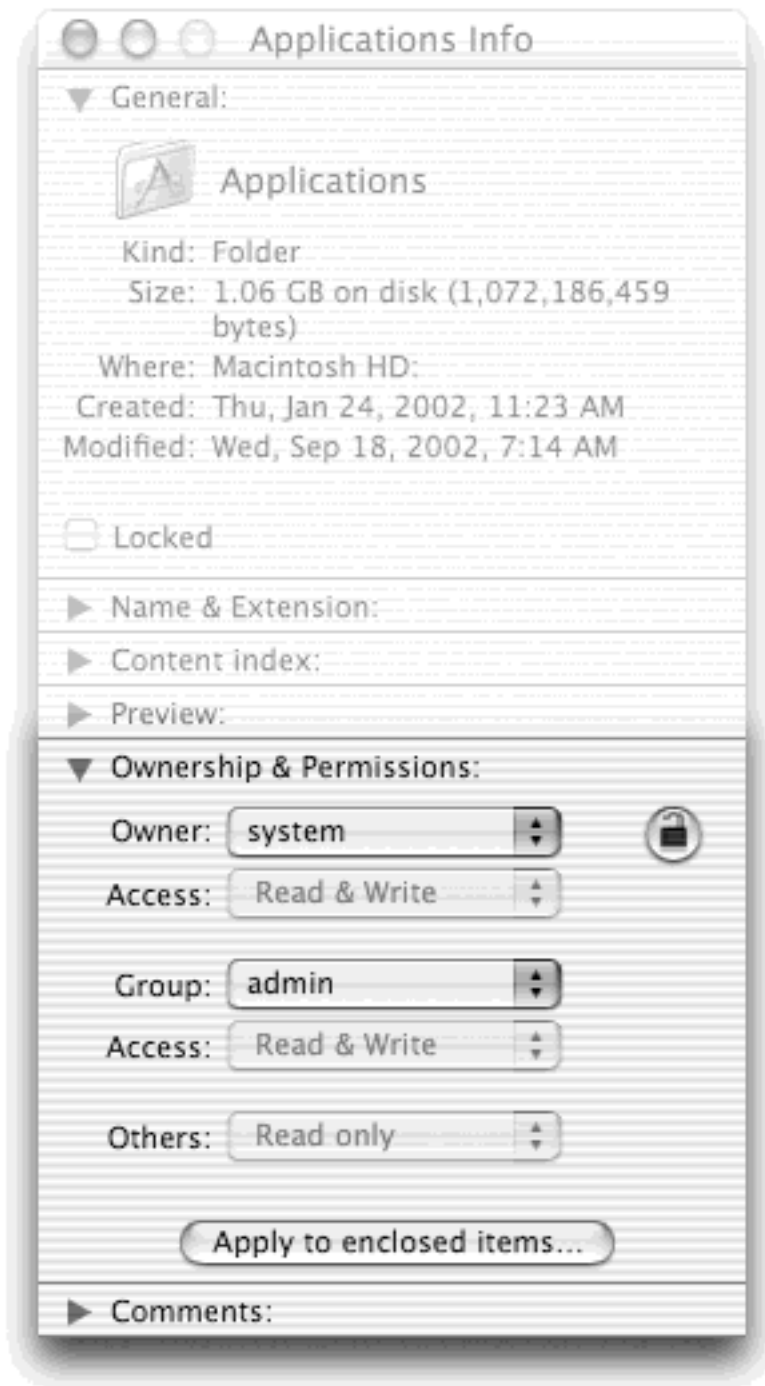 Applications Info
General:
Applications
Kind: Folder
Size: 1.06 GB on disk (1,072,186,459
bytes)
Where: Macintosh HD:
Created: Thu, Jan 24, 2002, 11:23 AM
Modified: Wed, Sep 18, 2002, 7:14 AM
Locked
Name & Extension:
Content index:
Preview:
Ownership & Permissions:
Owner: system
Access: Read & Write
Group: admin
Access: Read & Write
Others: Read only
Apply to enclosed items...
Comments: